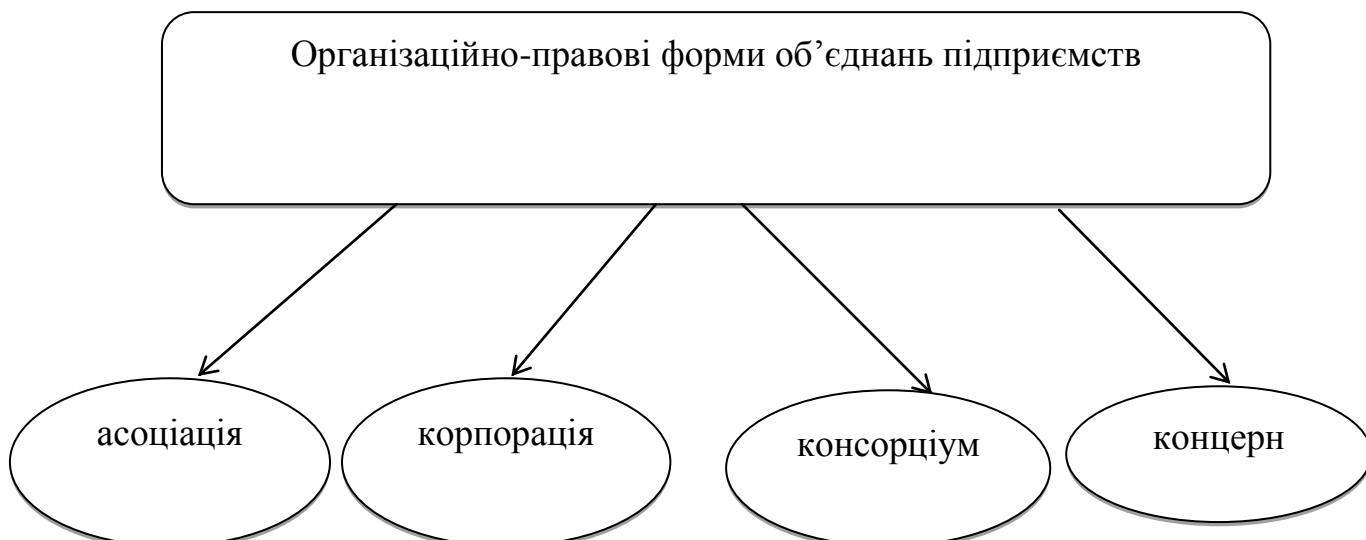 Організаційно-правові форми об’єднань підприємств
асоціація
корпорація
консорціум
концерн